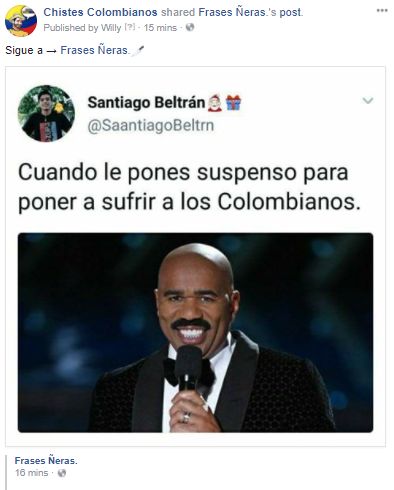 Chistes Colombianos shared Frases Ñeras.'s post.
Published by Willy [?] · 15 mins ·
Sigue a → Frases Ñeras.
Santiago Beltrán🎅🎁
@SaantiagoBeltrn
Cuando le pones suspenso para
poner a sufrir a los Colombianos.
Frases Ñeras.
16 mins ·